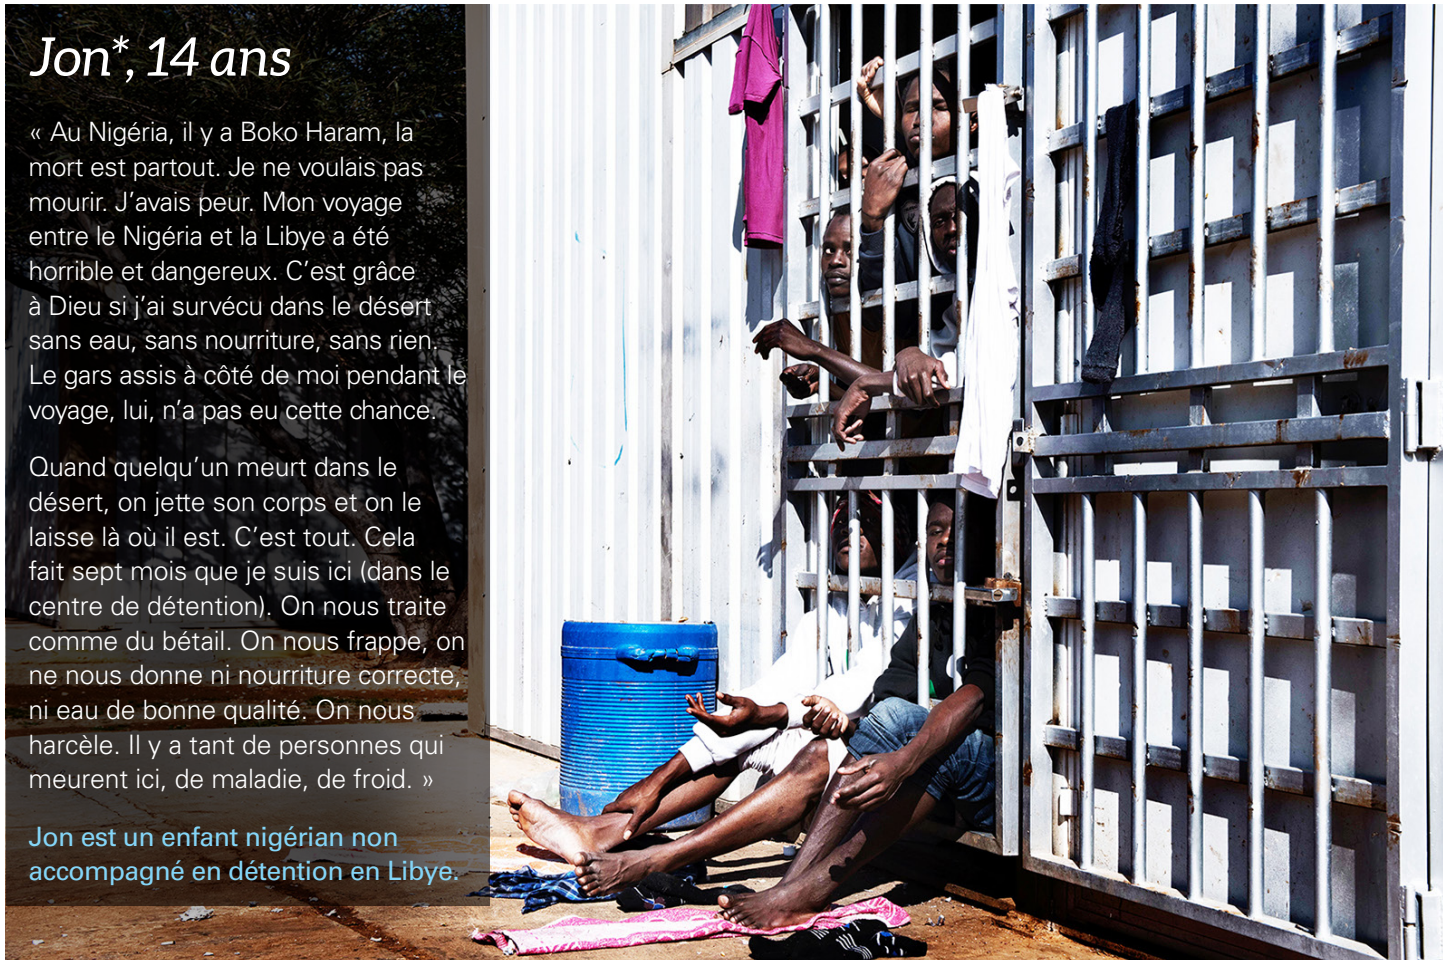 Jon*, 14 ans
« Au Nigéria, il y a Boko Haram, la
mort est partout. Je ne voulais pas
mourir. J’avais peur. Mon voyage
entre le Nigéria et la Libye a été
horrible et dangereux. C’est grâce
à Dieu si j’ai survécu dans le désert
sans eau, sans nourriture, sans rien.
Le gars assis à côté de moi pendant le
voyage, lui, n’a pas eu cette chance.
Quand quelqu’un meurt dans le
désert, on jette son corps et on le
laisse là où il est. C’est tout. Cela
fait sept mois que je suis ici (dans le
centre de détention). On nous traite
comme du bétail. On nous frappe, on
ne nous donne ni nourriture correcte,
ni eau de bonne qualité. On nous
harcèle. Il y a tant de personnes qui
meurent ici, de maladie, de froid. »
Jon est un enfant nigérian non
accompagné en détention en Libye.